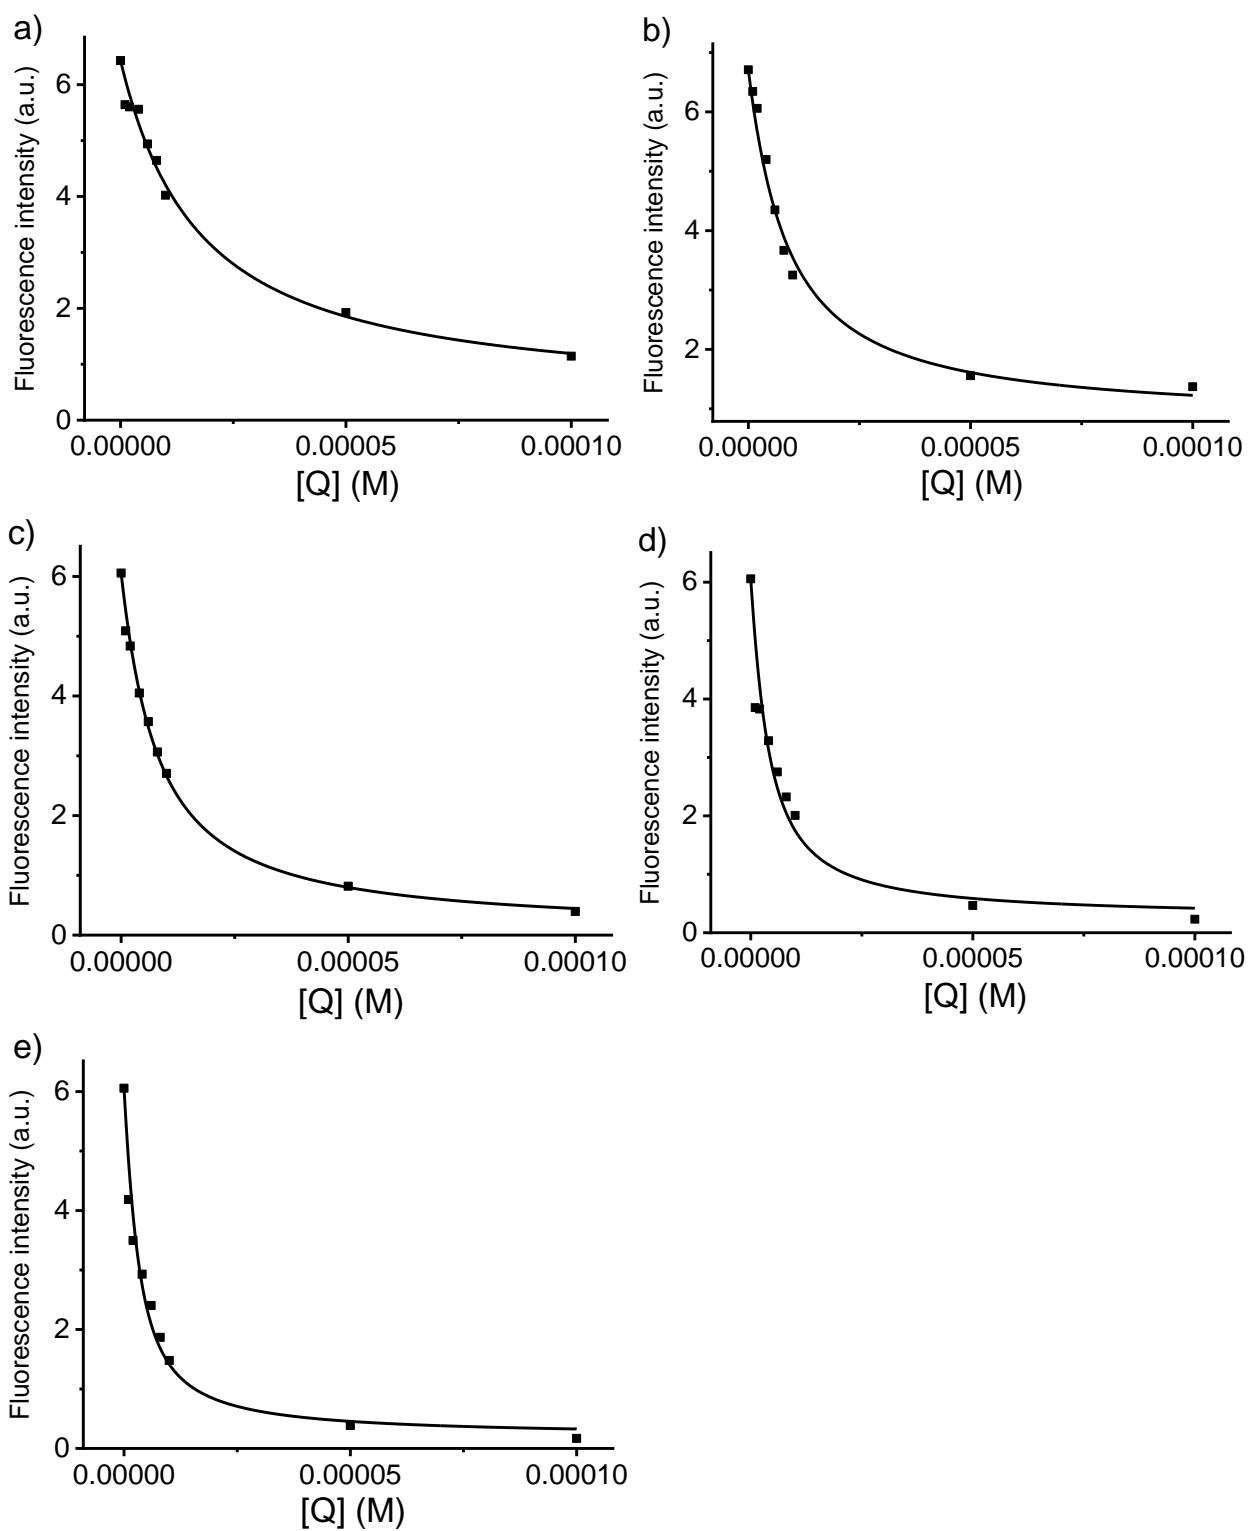 a)
Fluorescence intensity (a.u.)
6
4
2
0
0.00000 0.00005 0.00010
[Q] (M)
b)
Fluorescence intensity (a.u.)
6
4
2
0.00000 0.00005 0.00010
[Q] (M)
c)
Fluorescence intensity (a.u.)
6
4
2
0
0.00000 0.00005 0.00010
[Q] (M)
d)
Fluorescence intensity (a.u.)
6
4
2
0
0.00000 0.00005 0.00010
[Q] (M)
e)
Fluorescence intensity (a.u.)
6
4
2
0
0.00000 0.00005 0.00010
[Q] (M)